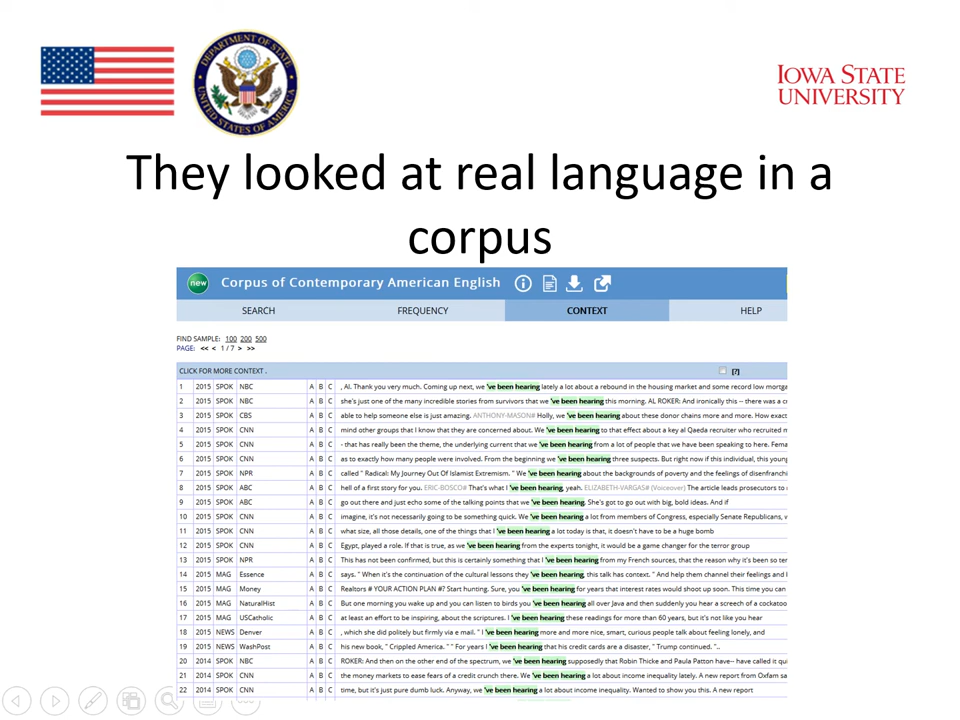 DEPARTMENT OF STATE
UNITED STATES OF AMERICA
IOWA STATE
UNIVERSITY
They looked at real language in a
corpus
new Corpus of Contemporary American English
SEARCH FREQUENCY CONTEXT HELP
FIND SAMPLE: 100 200 500
PAGE: << < 1 / 7 > >>
CLICK FOR MORE CONTEXT . [?]
1 2015 SPOK NBC A B C , Al. Thank you very much. Coming up next, we 've been hearing lately a lot about a rebound in the housing market and some record low mortga
2 2015 SPOK NBC A B C she's just one of the many incredible stories from survivors that we 've been hearing this morning. AL ROKER: And ironically this -- there was a c
3 2015 SPOK CBS A B C able to help someone else is just amazing. ANTHONY-MASON# Holly, we 've been hearing about these donor chains more and more. How exact
4 2015 SPOK CNN A B C mind other groups that I know that they are concerned about. We 've been hearing to that effect about a key al Qaeda recruiter who recruited m
5 2015 SPOK CNN A B C - that has really been the theme, the underlying current that we 've been hearing from a lot of people that we have been speaking to here. Fema
6 2015 SPOK CNN A B C as to exactly how many people were involved. From the beginning we 've been hearing three suspects. But right now if this individual, this young
7 2015 SPOK NPR A B C called " Radical: My Journey Out Of Islamist Extremism. " We 've been hearing about the backgrounds of poverty and the feelings of disenfranchi
8 2015 SPOK ABC A B C hell of a first story for you. ERIC-BOSCO# That's what I 've been hearing, yeah. ELIZABETH-VARGAS# (Voiceover) The article leads prosecutors to
9 2015 SPOK ABC A B C go out there and just echo some of the talking points that we 've been hearing. She's got to go out with big, bold ideas. And if
10 2015 SPOK CNN A B C imagine, it's not necessarily going to be something quick. We 've been hearing a lot from members of Congress, especially Senate Republicans, v
11 2015 SPOK CNN A B C what size, all those details, one of the things that I 've been hearing a lot today is that, it doesn't have to be a huge bomb
12 2015 SPOK CNN A B C Egypt, played a role. If that is true, as we 've been hearing from the experts tonight, it would be a game changer for the terror group
13 2015 SPOK NPR A B C This has not been confirmed, but this is certainly something that I 've been hearing from my French sources, that the reason why it's been so ter
14 2015 MAG Essence A B C says. " When it's the continuation of the cultural lessons they 've been hearing, this talk has context. " And help them channel their feelings and l
15 2015 MAG Money A B C Realtors # YOUR ACTION PLAN #? Start hunting. Sure, you 've been hearing for years that interest rates would shoot up soon. This time you can
16 2015 MAG NaturalHist A B C But one morning you wake up and you can listen to birds you 've been hearing all over Java and then suddenly you hear a screech of a cockatoo
17 2015 MAG USCatholic A B C at least an effort to be inspiring, about the scriptures. I 've been hearing these readings for more than 60 years, but it's not like you hear
18 2015 NEWS Denver A B C , which she did politely but firmly via e mail. " I 've been hearing more and more nice, smart, curious people talk about feeling lonely, and
19 2015 NEWS WashPost A B C his new book, " Crippled America. " " For years I 've been hearing that his credit cards are a disaster, " Trump continued. "..
20 2014 SPOK NBC A B C ROKER: And then on the other end of the spectrum, we 've been hearing supposedly that Robin Thicke and Paula Patton have-- have called it qui
21 2014 SPOK CNN A B C the money markets to ease fears of a credit crunch there. We 've been hearing a lot about income inequality lately. A new report from Oxfam sa
22 2014 SPOK CNN A B C time, but it's just pure dumb luck. Anyway, we 've been hearing a lot about income inequality. Wanted to show you this. A new report